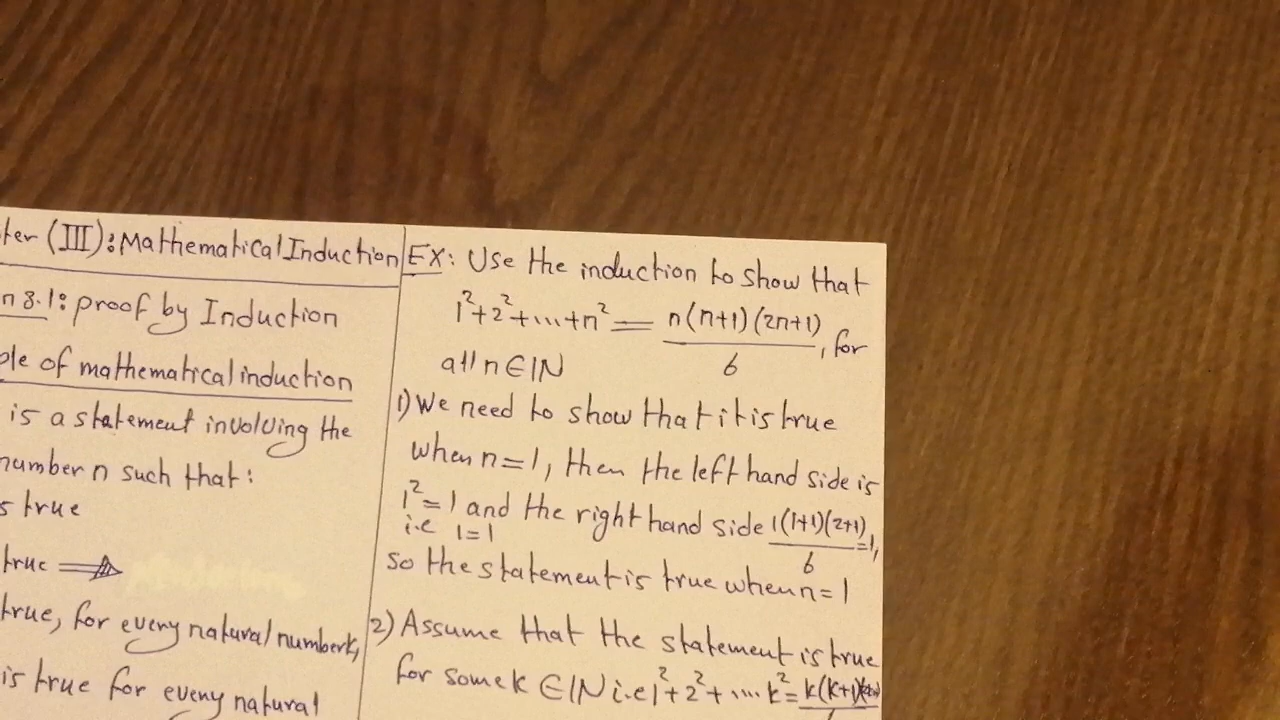 ter (III): Mathematical Induction
n 3.1: proof by Induction
ple of mathematical induction
is a statement involving the
number n such that:
s true
true ⇒
true, for every natural number k,
is true for every natural
EX: Use the induction to show that
1²+2²+...+n² = n(n+1)(2n+1)/6, for
all n ∈ ℕ
1) We need to show that it is true
when n=1, then the left hand side is
1²=1 and the right hand side 1(1+1)(2+1)/6=1,
i.e 1=1
so the statement is true when n=1
2) Assume that the statement is true
for some k ∈ ℕ i.e 1²+2²+....k²= k(k+1)